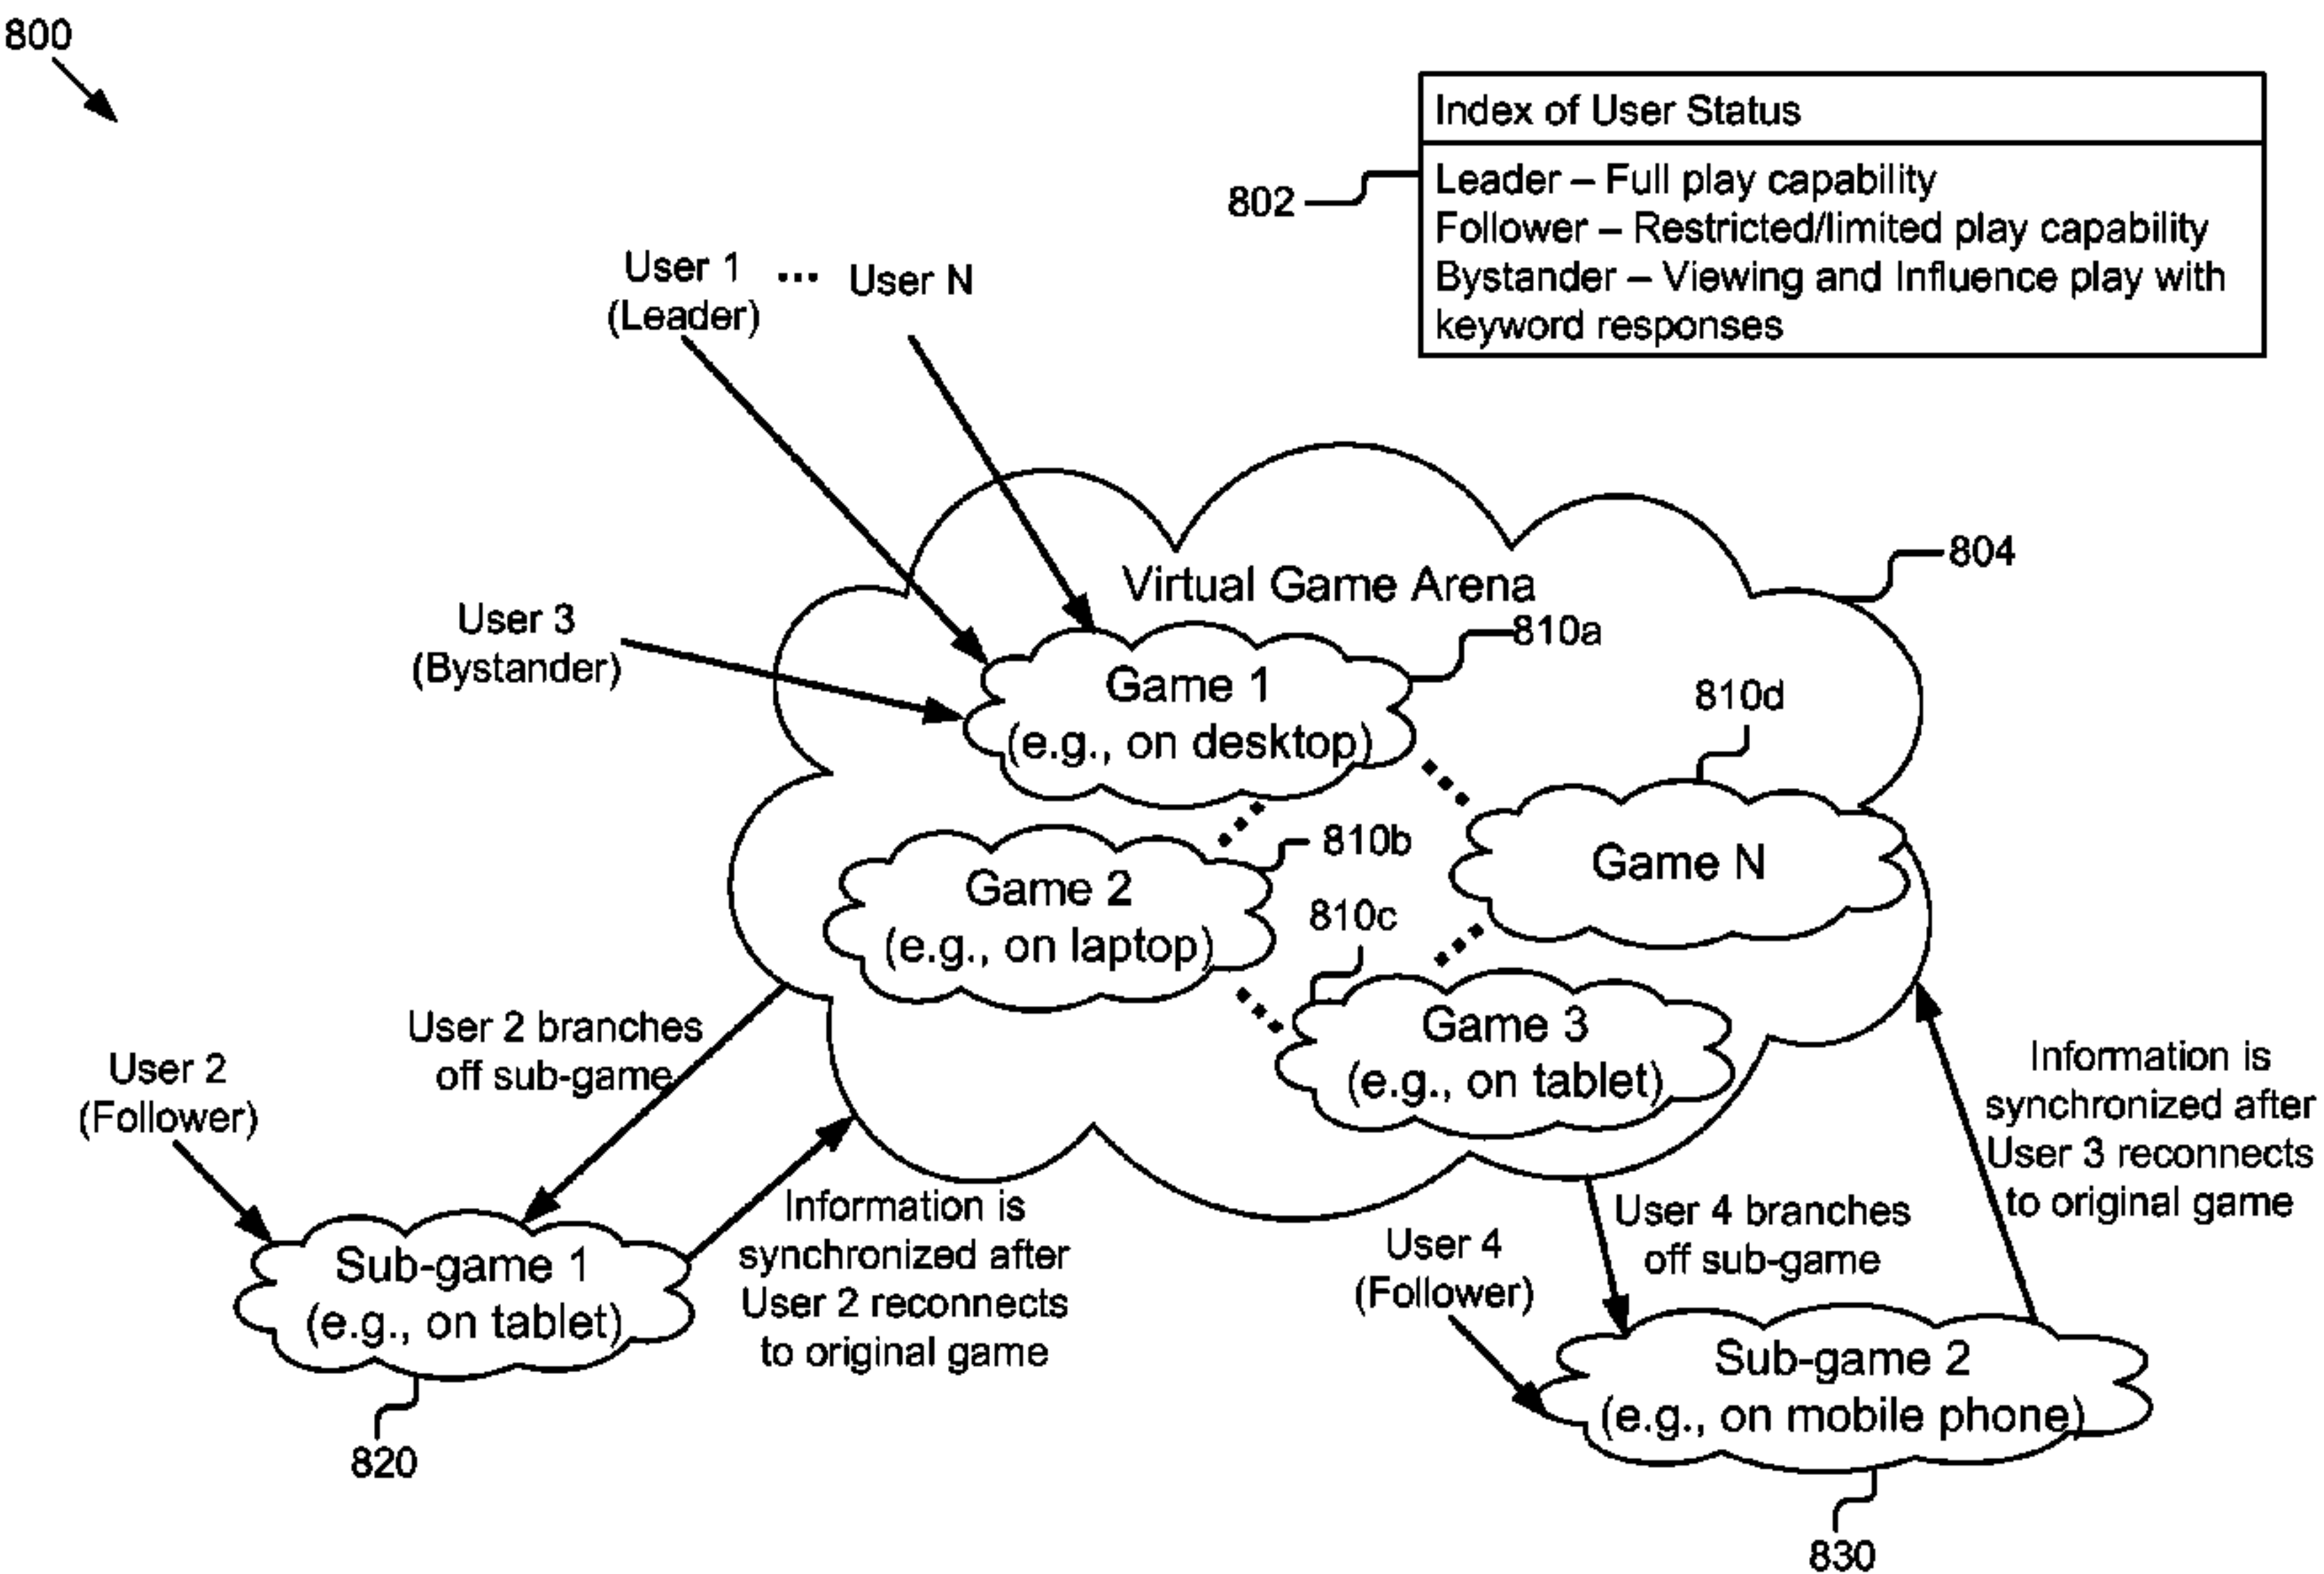 800
Index of User Status
Leader – Full play capability
Follower – Restricted/limited play capability
Bystander – Viewing and Influence play with
keyword responses
802
User 1 ... User N
(Leader)
804
Virtual Game Arena
User 3
(Bystander)
810a
Game 1
(e.g., on desktop)
810d
810b
Game N
Game 2
(e.g., on laptop)
810c
Game 3
(e.g., on tablet)
User 2 branches
off sub-game
User 2
(Follower)
Information is
synchronized after
User 3 reconnects
to original game
Information is
synchronized after
User 2 reconnects
to original game
User 4 branches
off sub-game
User 4
(Follower)
Sub-game 1
(e.g., on tablet)
Sub-game 2
(e.g., on mobile phone)
820
830